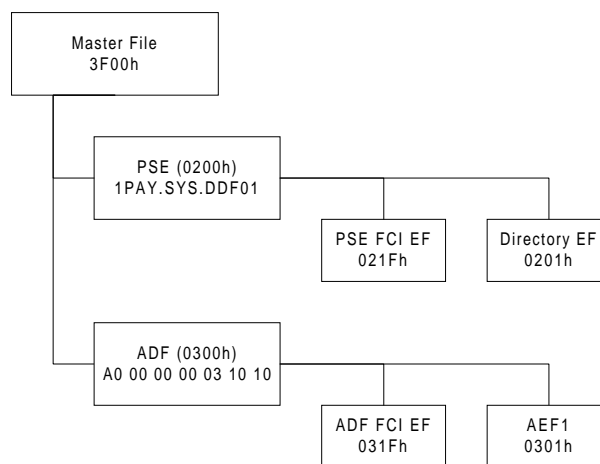 Master File
3F00h
PSE (0200h)
1PAY.SYS.DDF01
PSE FCI EF
021Fh
Directory EF
0201h
ADF (0300h)
A0 00 00 00 03 10 10
ADF FCI EF
031Fh
AEF1
0301h